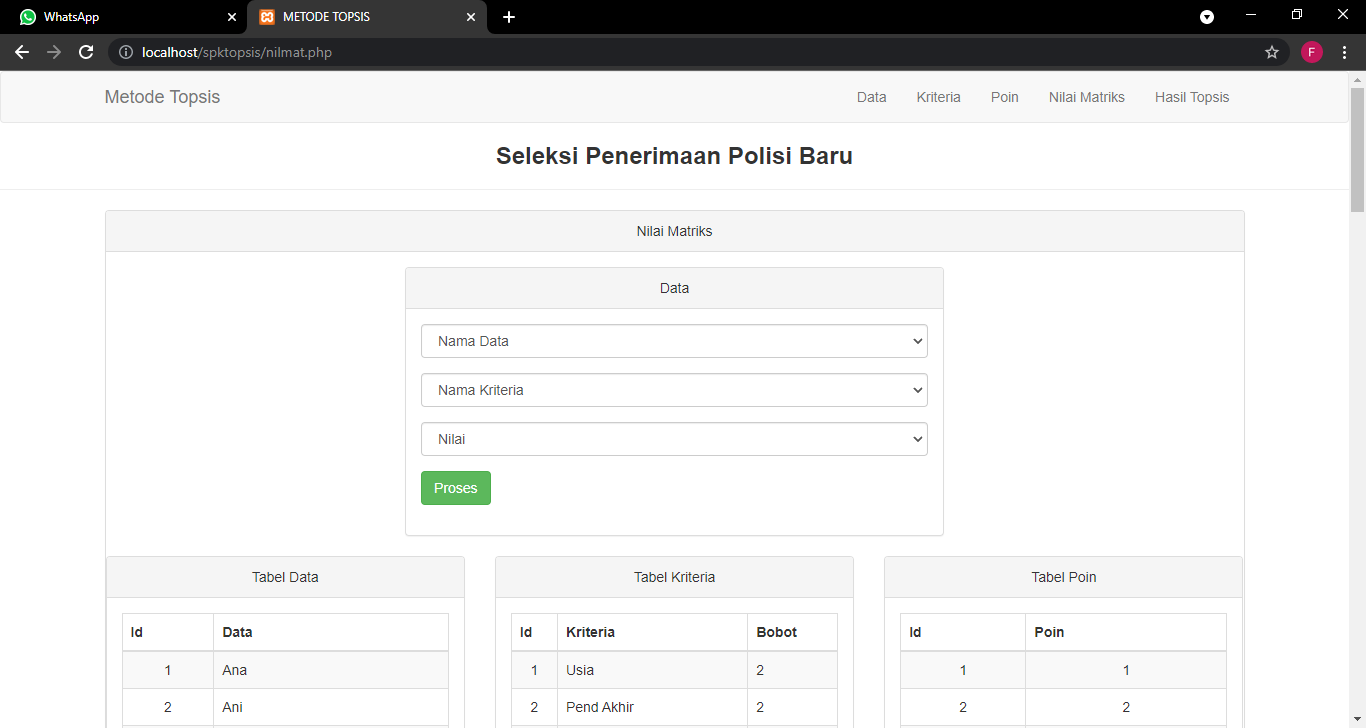 WhatsApp
METODE TOPSIS
localhost/spktopsis/nilmat.php
F
Metode Topsis
Data Kriteria Poin Nilai Matriks Hasil Topsis
Seleksi Penerimaan Polisi Baru
Nilai Matriks
Data
Nama Data
Nama Kriteria
Nilai
Proses
Tabel Data
Id Data
1 Ana
2 Ani
Tabel Kriteria
Id Kriteria Bobot
1 Usia 2
2 Pend Akhir 2
Tabel Poin
Id Poin
1 1
2 2